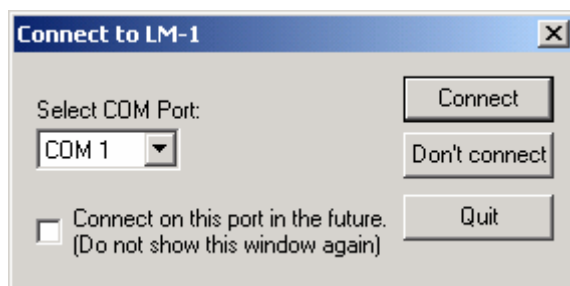 Connect to LM-1
Select COM Port:
COM 1
Connect
Don't connect
Quit
Connect on this port in the future.
(Do not show this window again)